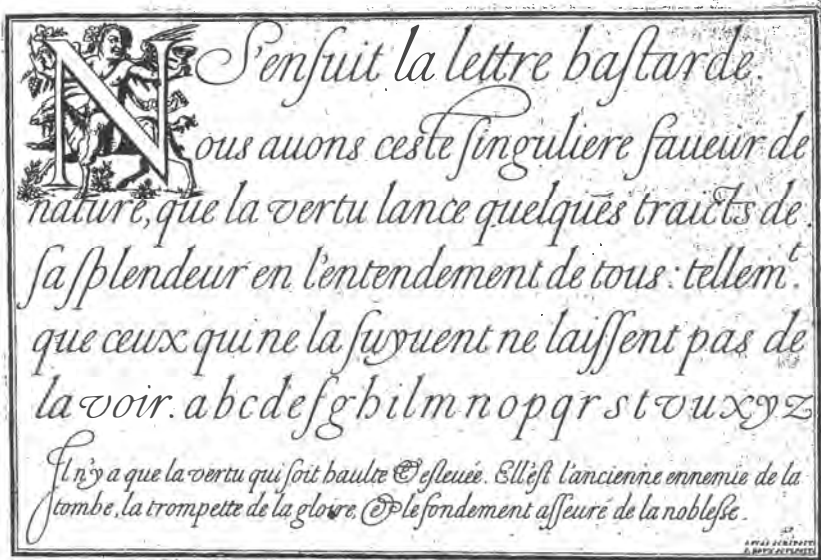 S'enſuit la lettre baſtarde.
Nous auons ceste ſinguliere faueur de
nature, que la vertu lance quelques traicts de
ſa ſplendeur en l'entendement de tous : tellemᵗ.
que ceux qui ne la ſuyuent ne laiſſent pas de
la voir. a b c d e f g h i l m n o p q r s t v u x y z
Il n'y a que la vertu qui ſoit haulte & eſleuée. Ell'eſt l'ancienne ennemie de la
tombe, la trompette de la gloire, & le fondement aſſeuré de la nobleſſe.